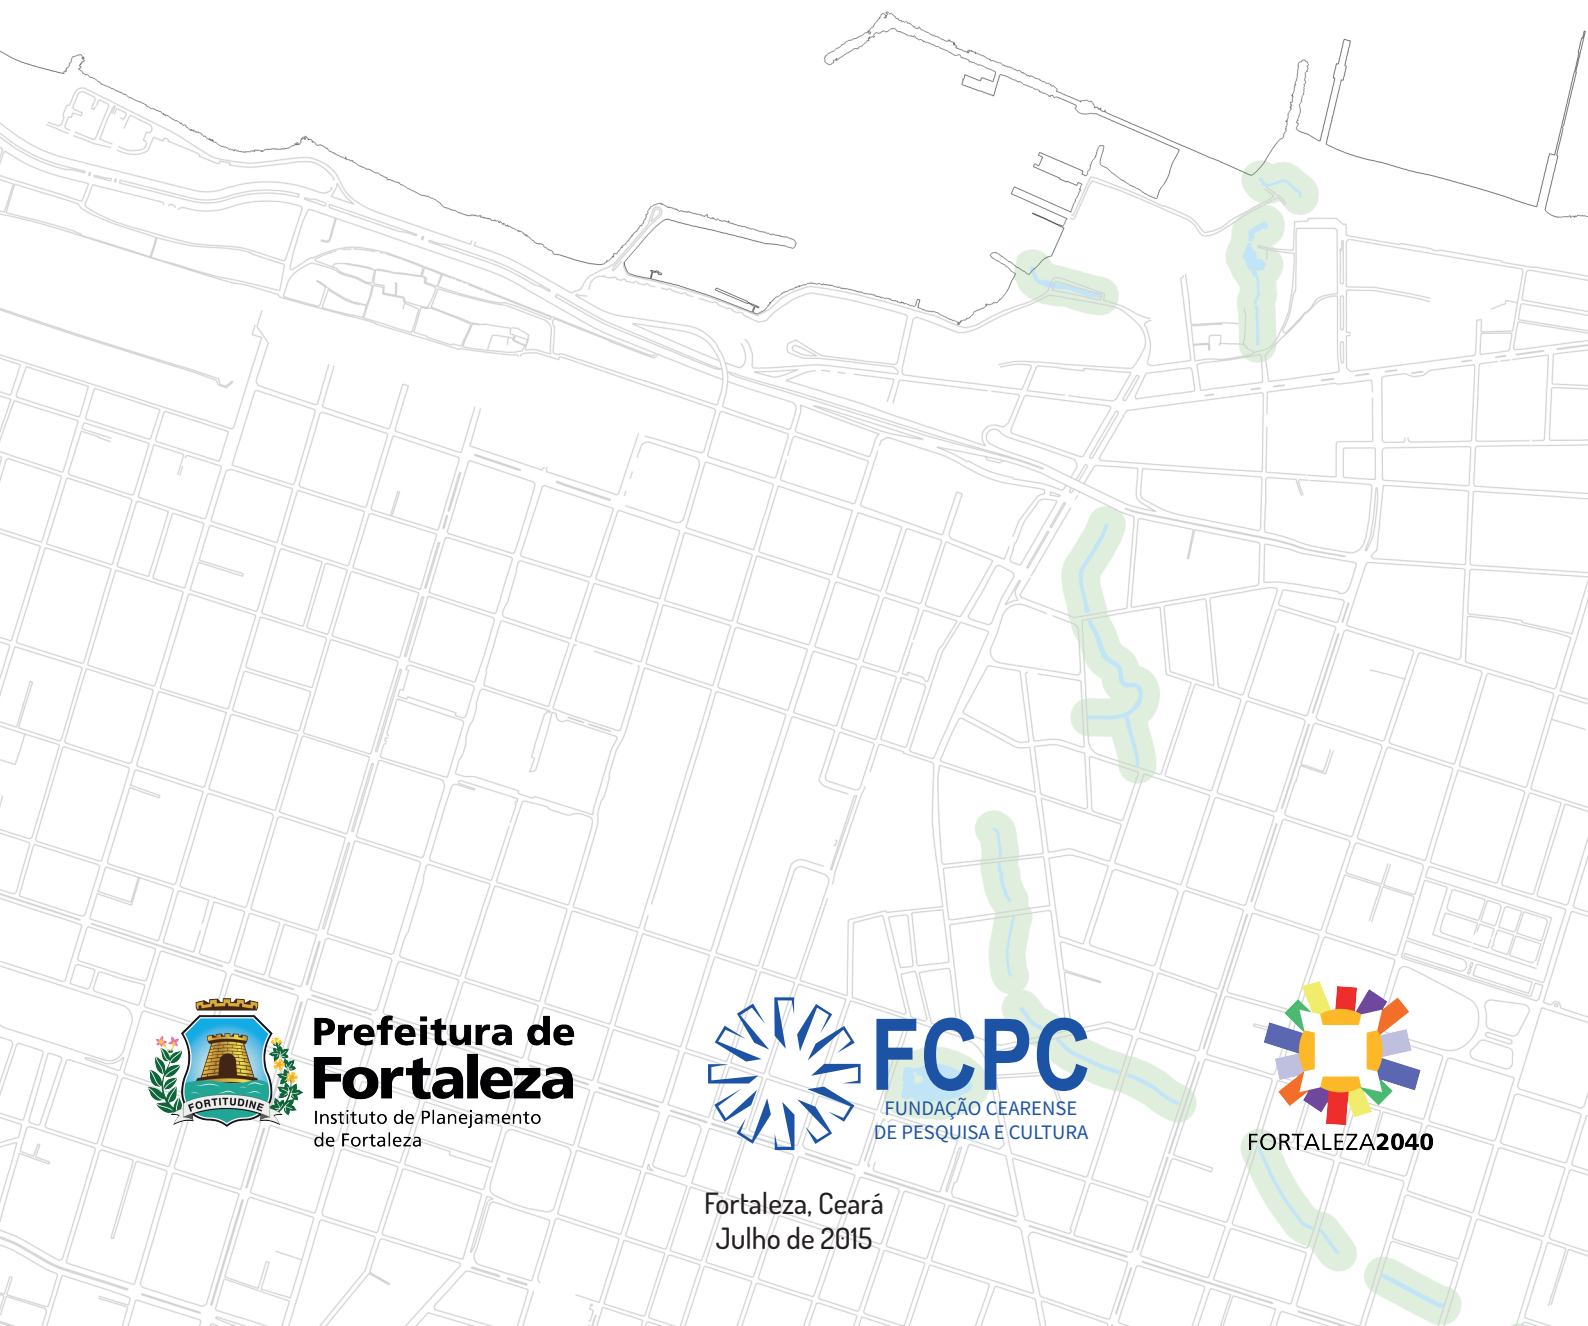 FORTITUDINE
Prefeitura de
Fortaleza
Instituto de Planejamento
de Fortaleza
FCPC
FUNDAÇÃO CEARENSE
DE PESQUISA E CULTURA
FORTALEZA2040
Fortaleza, Ceará
Julho de 2015